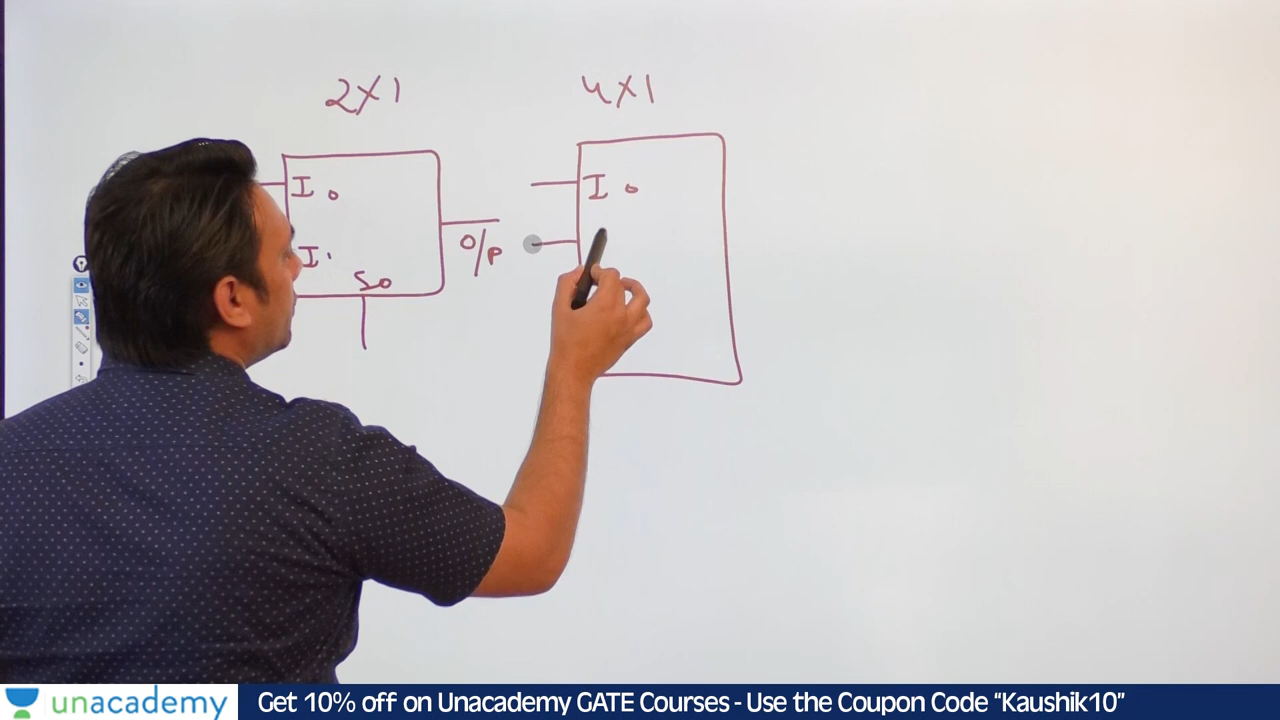 2X1
4X1
I0
I0
I1
S0
O/P
unacademy
Get 10% off on Unacademy GATE Courses - Use the Coupon Code “Kaushik10”